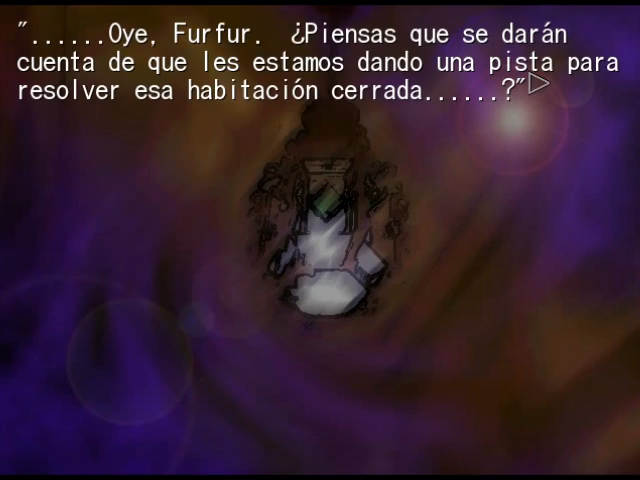 "......Oye, Furfur.  ¿Piensas que se darán
cuenta de que les estamos dando una pista para
resolver esa habitación cerrada......?"